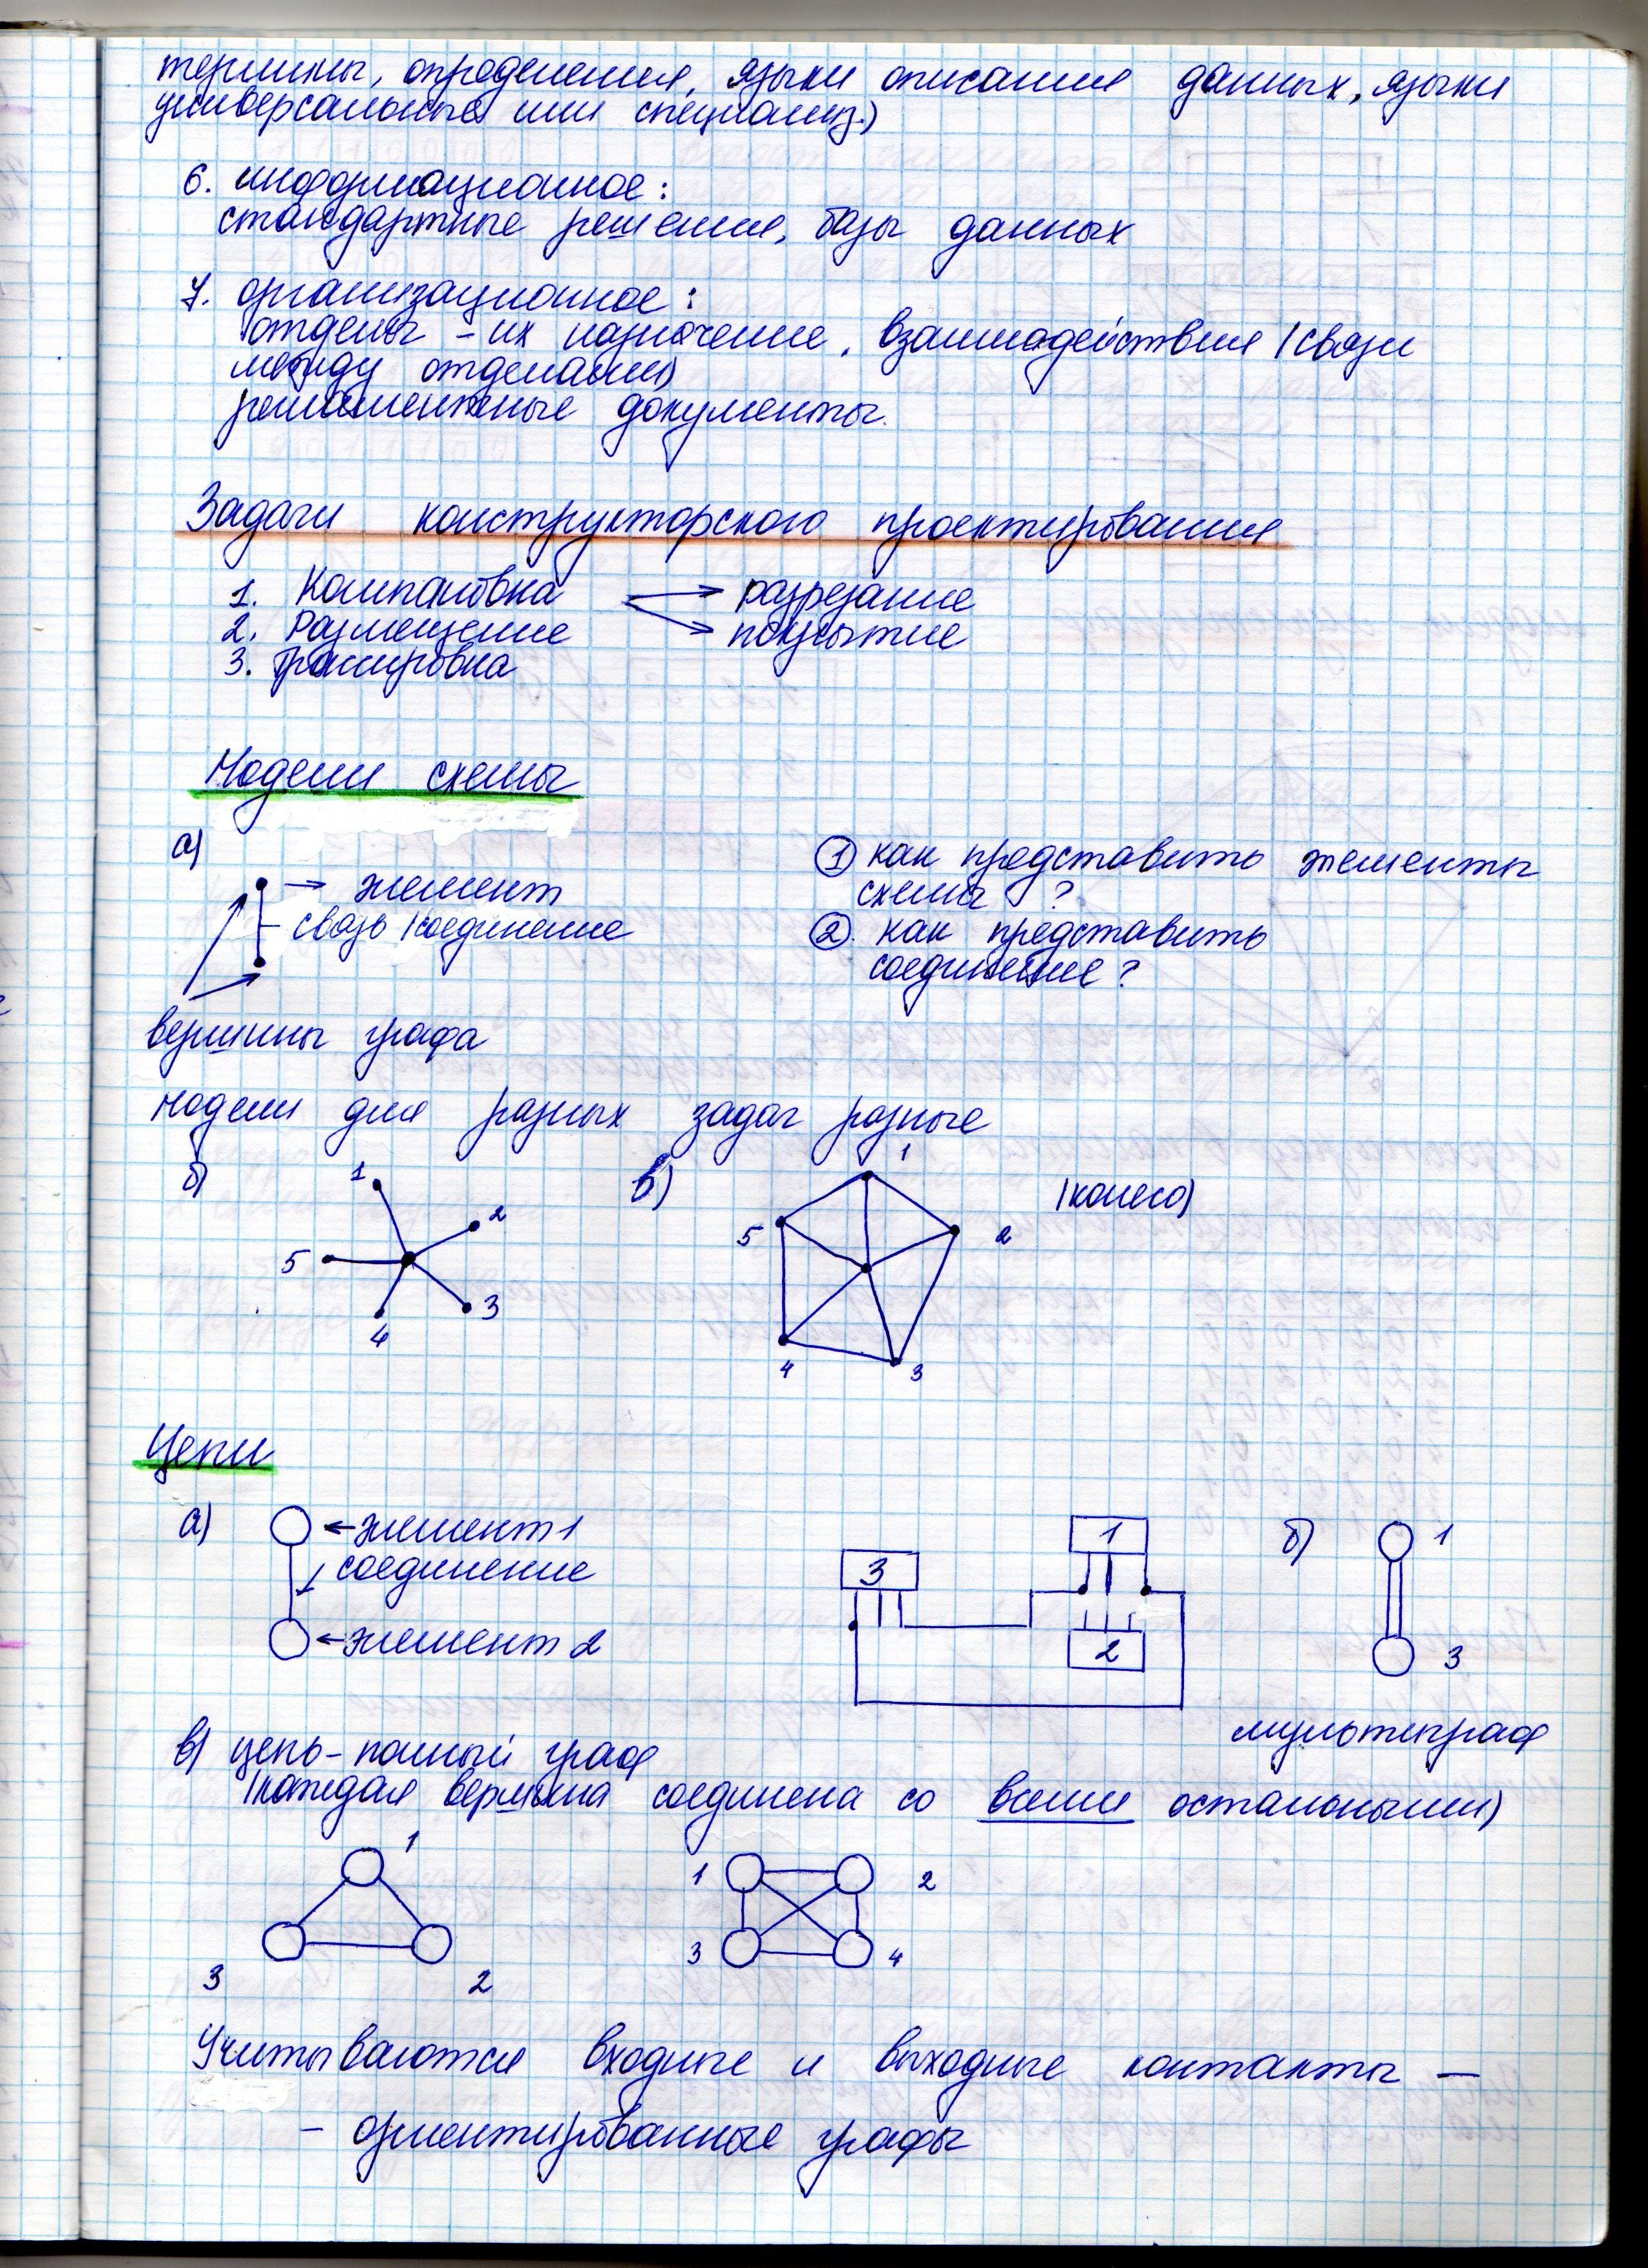 термины, определения, языки описания данных, языки
универсальные или специализ.)
6. информационное:
стандартные решения, базы данных
7. организационное:
отделы - их назначение, взаимодействия (связи
между отделами)
регламентные документы.
Задачи конструкторского проектирования
1. Компановка → разрезание
2. Размещение → покрытие
3. Трассировка
Модели схемы
а)
→ элемент
связь (соединение
вершины графа
① как представить элементы
схемы ?
② как представить
соединение ?
модели для разных задач разные
б) 1 2 3 4 5
в) 1 2 3 4 5 (колесо)
Цепи
а) ← элемент 1
соединение
← элемент 2
3 1 2
б) 1
3
мультиграф
в) цепь - полный граф
(каждая вершина соединена со всеми остальными)
1
3 2
1 2
3 4
Учитываются входные и выходные контакты —
- ориентированные графы